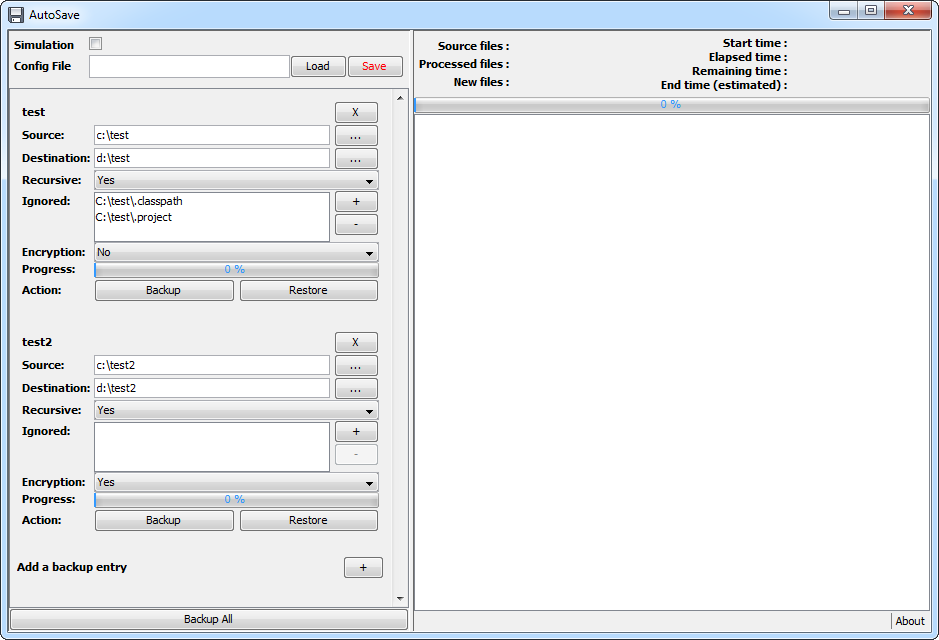 AutoSave
Simulation
Config File Load Save
test X
Source: c:\test ...
Destination: d:\test ...
Recursive: Yes
Ignored: C:\test\.classpath +
C:\test\.project -
Encryption: No
Progress: 0 %
Action: Backup Restore
test2 X
Source: c:\test2 ...
Destination: d:\test2 ...
Recursive: Yes
Ignored: +
-
Encryption: Yes
Progress: 0 %
Action: Backup Restore
Add a backup entry +
Backup All
Source files :
Processed files :
New files :
Start time :
Elapsed time :
Remaining time :
End time (estimated) :
0 %
About